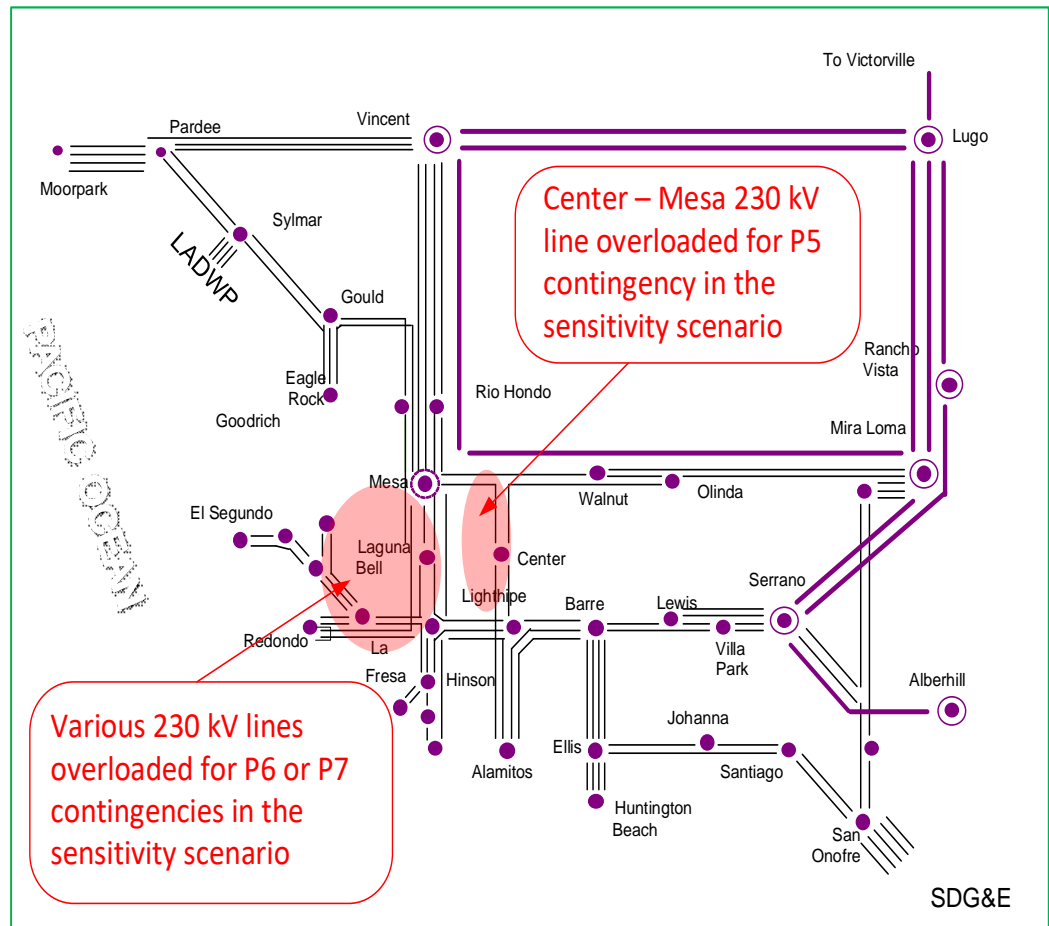 To Victorville
Vincent
Pardee
Lugo
Moorpark
Center – Mesa 230 kV
line overloaded for P5
contingency in the
sensitivity scenario
Sylmar
LADWP
Gould
PACIFIC OCEAN
Rancho
Vista
Eagle
Rock
Rio Hondo
Goodrich
Mira Loma
Mesa
Walnut
Olinda
El Segundo
Laguna
Bell
Center
Serrano
Lighthipe
Barre
Lewis
Redondo
La
Fresa
Villa
Park
Hinson
Alberhill
Various 230 kV lines
overloaded for P6 or P7
contingencies in the
sensitivity scenario
Johanna
Ellis
Alamitos
Santiago
Huntington
Beach
San
Onofre
SDG&E